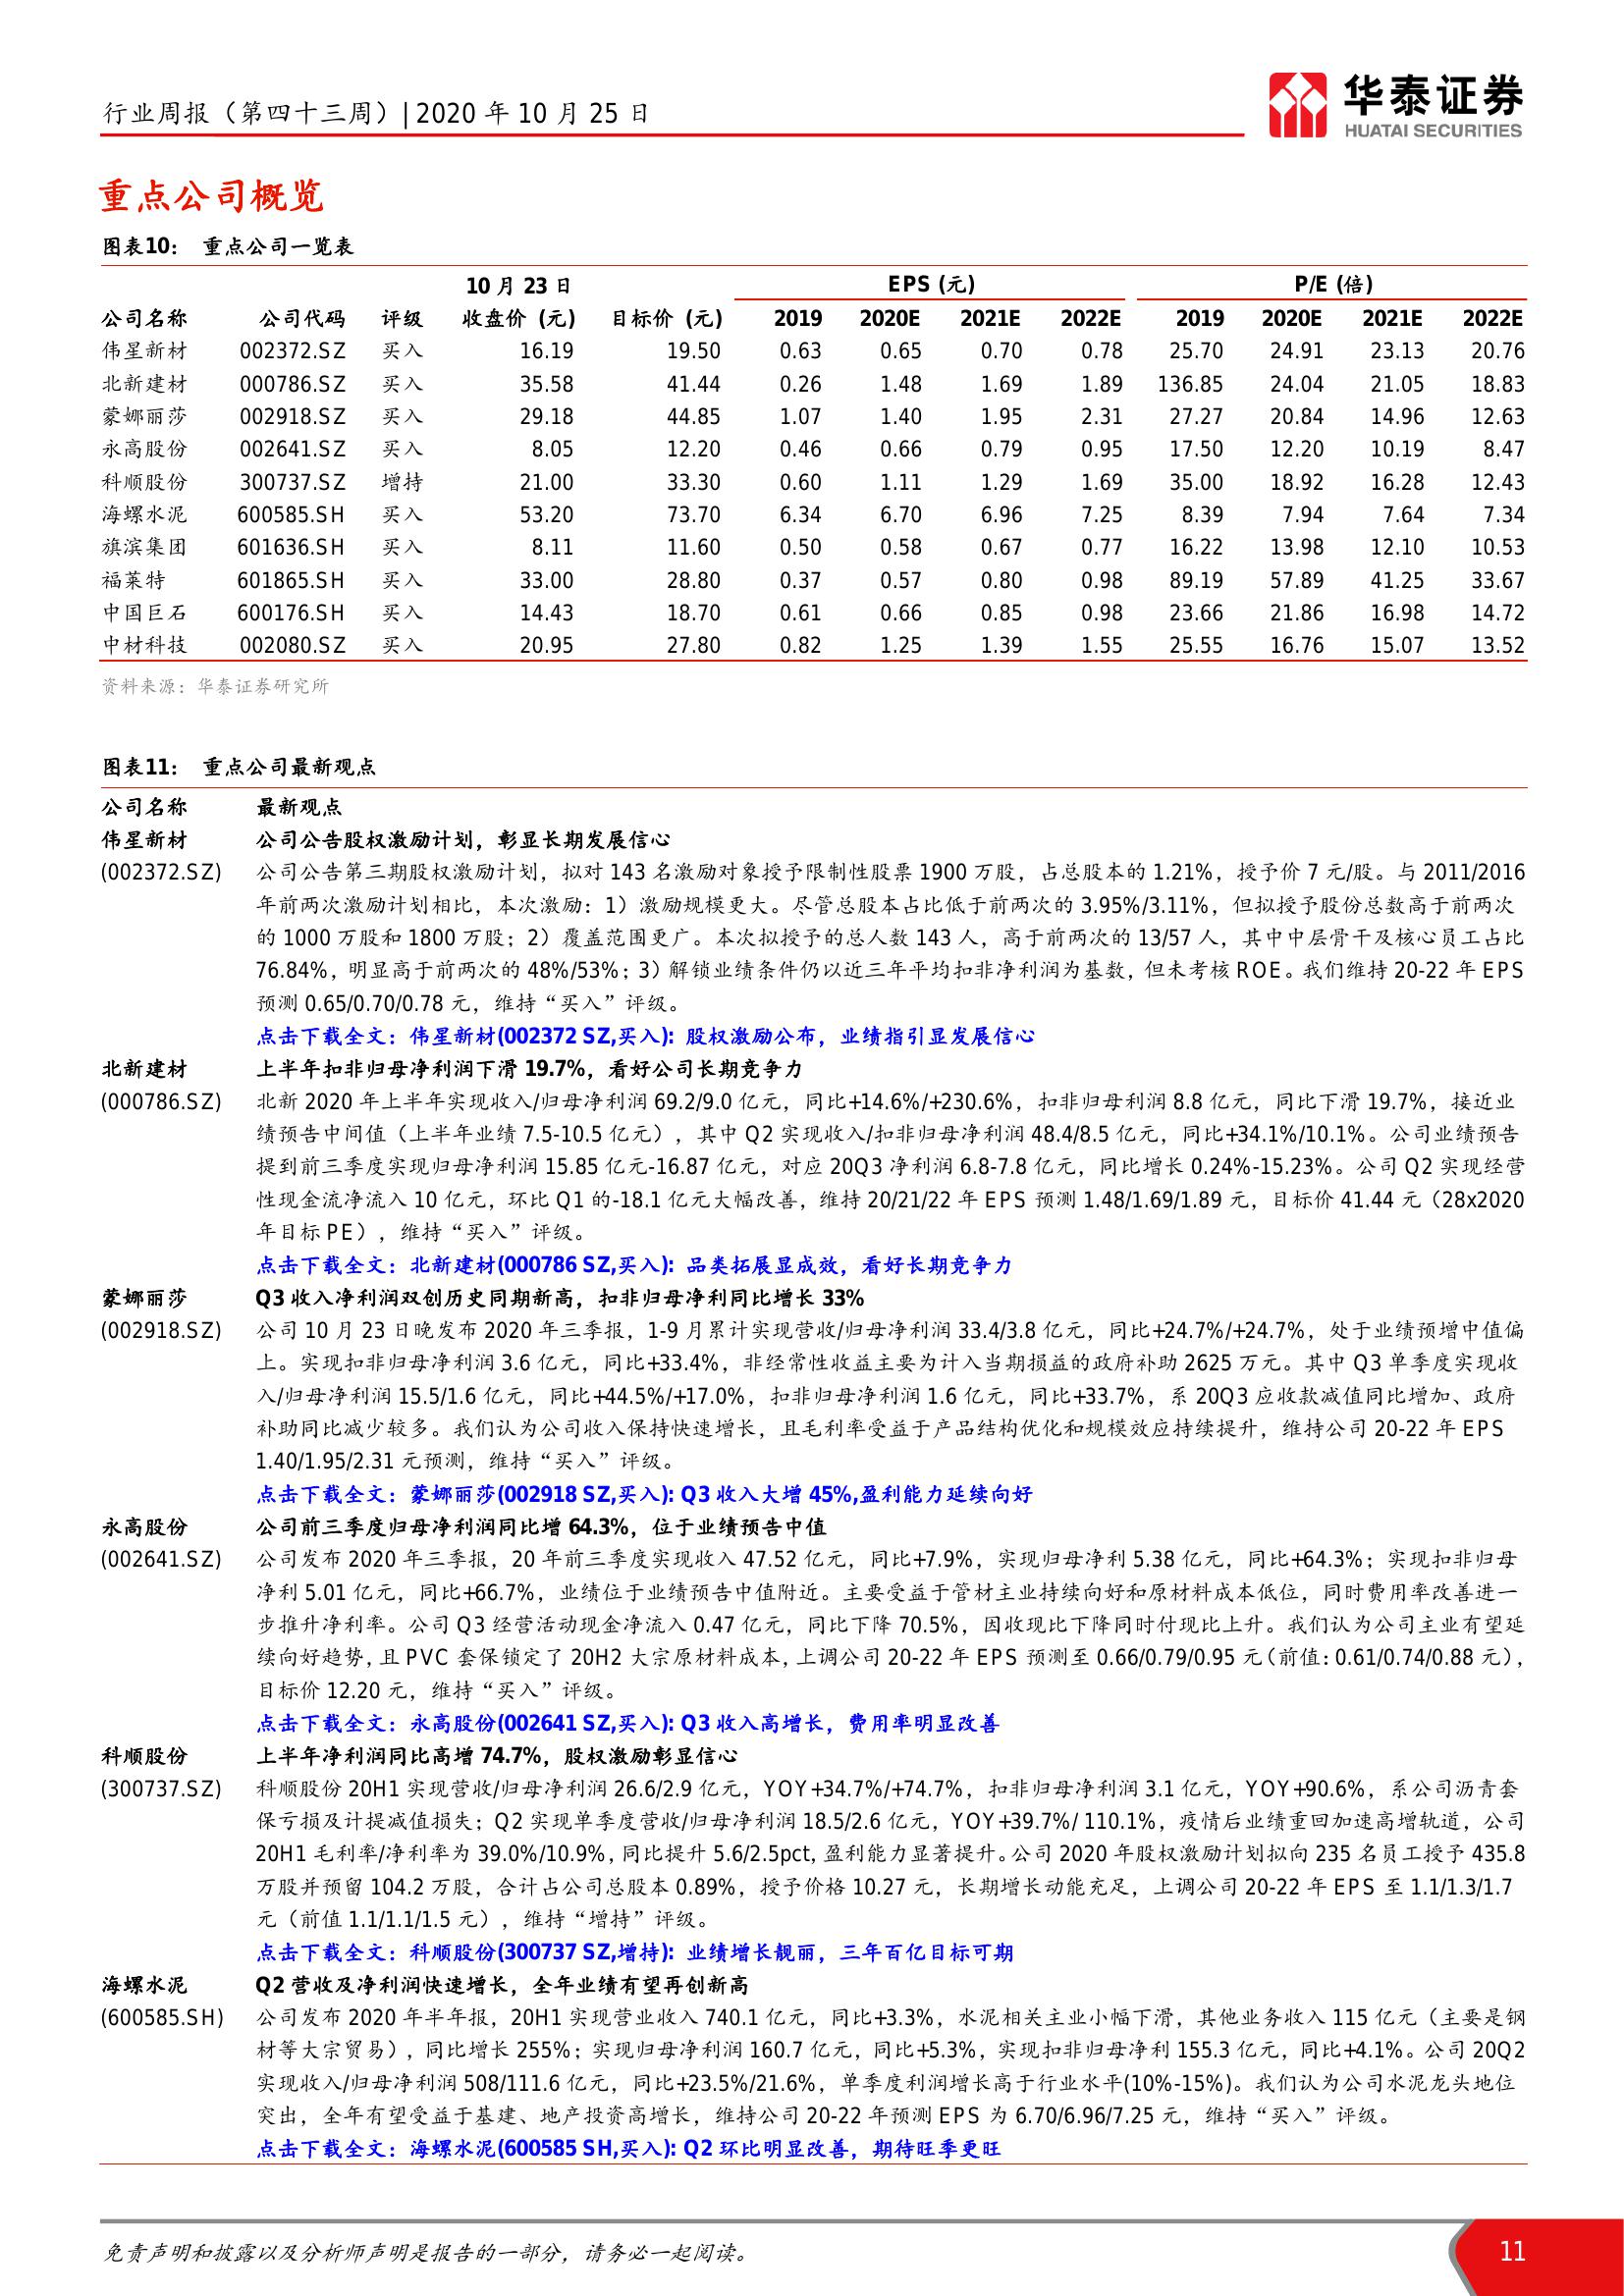 行业周报（第四十三周）| 2020 年 10 月 25 日
华泰证券
HUATAI SECURITIES
重点公司概览
图表10： 重点公司一览表
10 月 23 日 EPS (元) P/E (倍)
公司名称 公司代码 评级 收盘价 (元) 目标价 (元) 2019 2020E 2021E 2022E 2019 2020E 2021E 2022E
伟星新材 002372.SZ 买入 16.19 19.50 0.63 0.65 0.70 0.78 25.70 24.91 23.13 20.76
北新建材 000786.SZ 买入 35.58 41.44 0.26 1.48 1.69 1.89 136.85 24.04 21.05 18.83
蒙娜丽莎 002918.SZ 买入 29.18 44.85 1.07 1.40 1.95 2.31 27.27 20.84 14.96 12.63
永高股份 002641.SZ 买入 8.05 12.20 0.46 0.66 0.79 0.95 17.50 12.20 10.19 8.47
科顺股份 300737.SZ 增持 21.00 33.30 0.60 1.11 1.29 1.69 35.00 18.92 16.28 12.43
海螺水泥 600585.SH 买入 53.20 73.70 6.34 6.70 6.96 7.25 8.39 7.94 7.64 7.34
旗滨集团 601636.SH 买入 8.11 11.60 0.50 0.58 0.67 0.77 16.22 13.98 12.10 10.53
福莱特 601865.SH 买入 33.00 28.80 0.37 0.57 0.80 0.98 89.19 57.89 41.25 33.67
中国巨石 600176.SH 买入 14.43 18.70 0.61 0.66 0.85 0.98 23.66 21.86 16.98 14.72
中材科技 002080.SZ 买入 20.95 27.80 0.82 1.25 1.39 1.55 25.55 16.76 15.07 13.52
资料来源：华泰证券研究所
图表11： 重点公司最新观点
公司名称 最新观点
伟星新材 公司公告股权激励计划，彰显长期发展信心
(002372.SZ) 公司公告第三期股权激励计划，拟对 143 名激励对象授予限制性股票 1900 万股，占总股本的 1.21%，授予价 7 元/股。与 2011/2016
年前两次激励计划相比，本次激励：1）激励规模更大。尽管总股本占比低于前两次的 3.95%/3.11%，但拟授予股份总数高于前两次
的 1000 万股和 1800 万股；2）覆盖范围更广。本次拟授予的总人数 143 人，高于前两次的 13/57 人，其中中层骨干及核心员工占比
76.84%，明显高于前两次的 48%/53%；3）解锁业绩条件仍以近三年平均扣非净利润为基数，但未考核 ROE。我们维持 20-22 年 EPS
预测 0.65/0.70/0.78 元，维持“买入”评级。
点击下载全文：伟星新材(002372 SZ,买入): 股权激励公布，业绩指引显发展信心
北新建材 上半年扣非归母净利润下滑 19.7%，看好公司长期竞争力
(000786.SZ) 北新 2020 年上半年实现收入/归母净利润 69.2/9.0 亿元，同比+14.6%/+230.6%，扣非归母利润 8.8 亿元，同比下滑 19.7%，接近业
绩预告中间值（上半年业绩 7.5-10.5 亿元），其中 Q2 实现收入/扣非归母净利润 48.4/8.5 亿元，同比+34.1%/10.1%。公司业绩预告
提到前三季度实现归母净利润 15.85 亿元-16.87 亿元，对应 20Q3 净利润 6.8-7.8 亿元，同比增长 0.24%-15.23%。公司 Q2 实现经营
性现金流净流入 10 亿元，环比 Q1 的-18.1 亿元大幅改善，维持 20/21/22 年 EPS 预测 1.48/1.69/1.89 元，目标价 41.44 元（28x2020
年目标 PE），维持“买入”评级。
点击下载全文：北新建材(000786 SZ,买入): 品类拓展显成效，看好长期竞争力
蒙娜丽莎 Q3 收入净利润双创历史同期新高，扣非归母净利同比增长 33%
(002918.SZ) 公司 10 月 23 日晚发布 2020 年三季报，1-9 月累计实现营收/归母净利润 33.4/3.8 亿元，同比+24.7%/+24.7%，处于业绩预增中值偏
上。实现扣非归母净利润 3.6 亿元，同比+33.4%，非经常性收益主要为计入当期损益的政府补助 2625 万元。其中 Q3 单季度实现收
入/归母净利润 15.5/1.6 亿元，同比+44.5%/+17.0%，扣非归母净利润 1.6 亿元，同比+33.7%，系 20Q3 应收款减值同比增加、政府
补助同比减少较多。我们认为公司收入保持快速增长，且毛利率受益于产品结构优化和规模效应持续提升，维持公司 20-22 年 EPS
1.40/1.95/2.31 元预测，维持“买入”评级。
点击下载全文：蒙娜丽莎(002918 SZ,买入): Q3 收入大增 45%,盈利能力延续向好
永高股份 公司前三季度归母净利润同比增 64.3%，位于业绩预告中值
(002641.SZ) 公司发布 2020 年三季报，20 年前三季度实现收入 47.52 亿元，同比+7.9%，实现归母净利 5.38 亿元，同比+64.3%；实现扣非归母
净利 5.01 亿元，同比+66.7%，业绩位于业绩预告中值附近。主要受益于管材主业持续向好和原材料成本低位，同时费用率改善进一
步推升净利率。公司 Q3 经营活动现金净流入 0.47 亿元，同比下降 70.5%，因收现比下降同时付现比上升。我们认为公司主业有望延
续向好趋势，且 PVC 套保锁定了 20H2 大宗原材料成本，上调公司 20-22 年 EPS 预测至 0.66/0.79/0.95 元（前值：0.61/0.74/0.88 元），
目标价 12.20 元，维持“买入”评级。
点击下载全文：永高股份(002641 SZ,买入): Q3 收入高增长，费用率明显改善
科顺股份 上半年净利润同比高增 74.7%，股权激励彰显信心
(300737.SZ) 科顺股份 20H1 实现营收/归母净利润 26.6/2.9 亿元，YOY+34.7%/+74.7%，扣非归母净利润 3.1 亿元，YOY+90.6%，系公司沥青套
保亏损及计提减值损失；Q2 实现单季度营收/归母净利润 18.5/2.6 亿元，YOY+39.7%/ 110.1%，疫情后业绩重回加速高增轨道，公司
20H1 毛利率/净利率为 39.0%/10.9%，同比提升 5.6/2.5pct，盈利能力显著提升。公司 2020 年股权激励计划拟向 235 名员工授予 435.8
万股并预留 104.2 万股，合计占公司总股本 0.89%，授予价格 10.27 元，长期增长动能充足，上调公司 20-22 年 EPS 至 1.1/1.3/1.7
元（前值 1.1/1.1/1.5 元），维持“增持”评级。
点击下载全文：科顺股份(300737 SZ,增持): 业绩增长靓丽，三年百亿目标可期
海螺水泥 Q2 营收及净利润快速增长，全年业绩有望再创新高
(600585.SH) 公司发布 2020 年半年报，20H1 实现营业收入 740.1 亿元，同比+3.3%，水泥相关主业小幅下滑，其他业务收入 115 亿元（主要是钢
材等大宗贸易），同比增长 255%；实现归母净利润 160.7 亿元，同比+5.3%，实现扣非归母净利 155.3 亿元，同比+4.1%。公司 20Q2
实现收入/归母净利润 508/111.6 亿元，同比+23.5%/21.6%，单季度利润增长高于行业水平(10%-15%)。我们认为公司水泥龙头地位
突出，全年有望受益于基建、地产投资高增长，维持公司 20-22 年预测 EPS 为 6.70/6.96/7.25 元，维持“买入”评级。
点击下载全文：海螺水泥(600585 SH,买入): Q2 环比明显改善，期待旺季更旺
免责声明和披露以及分析师声明是报告的一部分，请务必一起阅读。
11